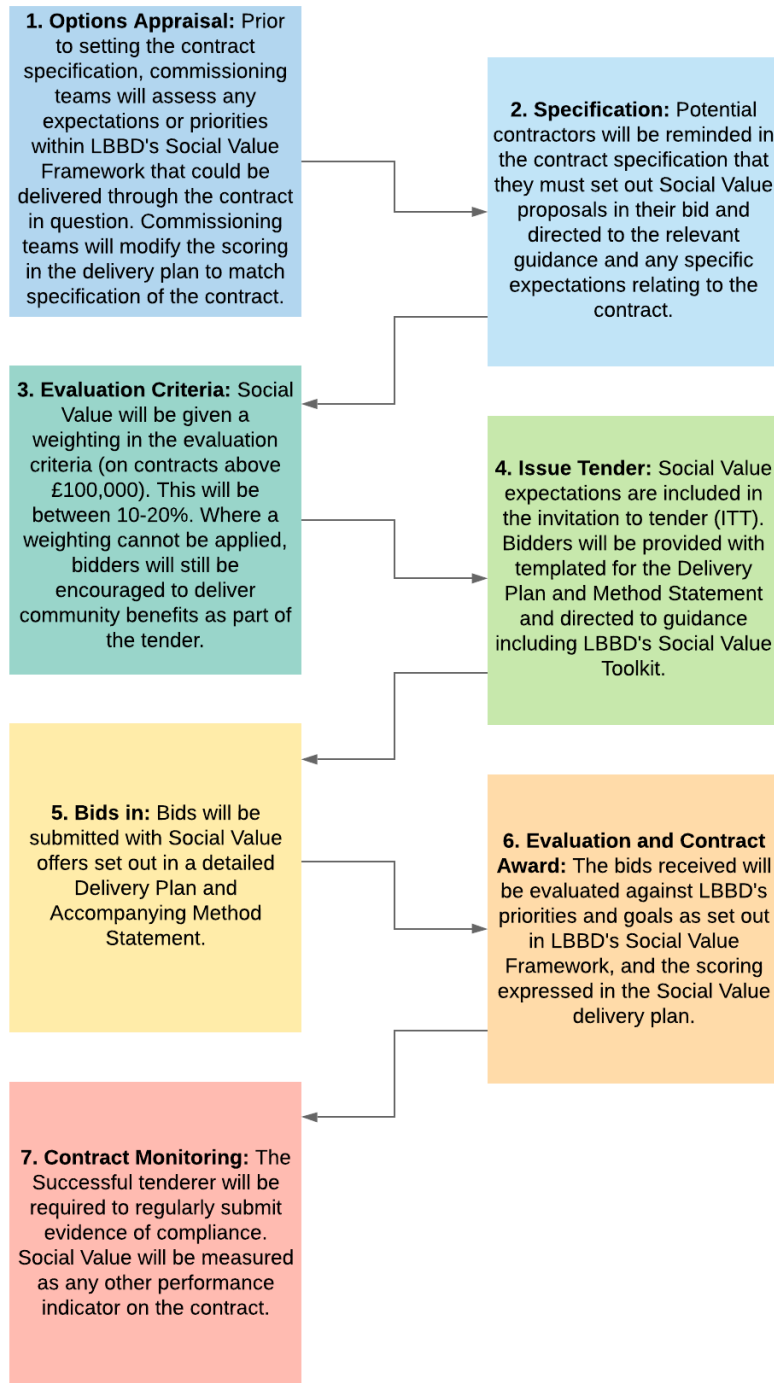 1. Options Appraisal: Prior
to setting the contract
specification, commissioning
teams will assess any
expectations or priorities
within LBBD's Social Value
Framework that could be
delivered through the contract
in question. Commissioning
teams will modify the scoring
in the delivery plan to match
specification of the contract.
2. Specification: Potential
contractors will be reminded in
the contract specification that
they must set out Social Value
proposals in their bid and
directed to the relevant
guidance and any specific
expectations relating to the
contract.
3. Evaluation Criteria: Social
Value will be given a
weighting in the evaluation
criteria (on contracts above
£100,000). This will be
between 10-20%. Where a
weighting cannot be applied,
bidders will still be
encouraged to deliver
community benefits as part of
the tender.
4. Issue Tender: Social Value
expectations are included in
the invitation to tender (ITT).
Bidders will be provided with
templated for the Delivery
Plan and Method Statement
and directed to guidance
including LBBD's Social Value
Toolkit.
5. Bids in: Bids will be
submitted with Social Value
offers set out in a detailed
Delivery Plan and
Accompanying Method
Statement.
6. Evaluation and Contract
Award: The bids received will
be evaluated against LBBD's
priorities and goals as set out
in LBBD's Social Value
Framework, and the scoring
expressed in the Social Value
delivery plan.
7. Contract Monitoring: The
Successful tenderer will be
required to regularly submit
evidence of compliance.
Social Value will be measured
as any other performance
indicator on the contract.